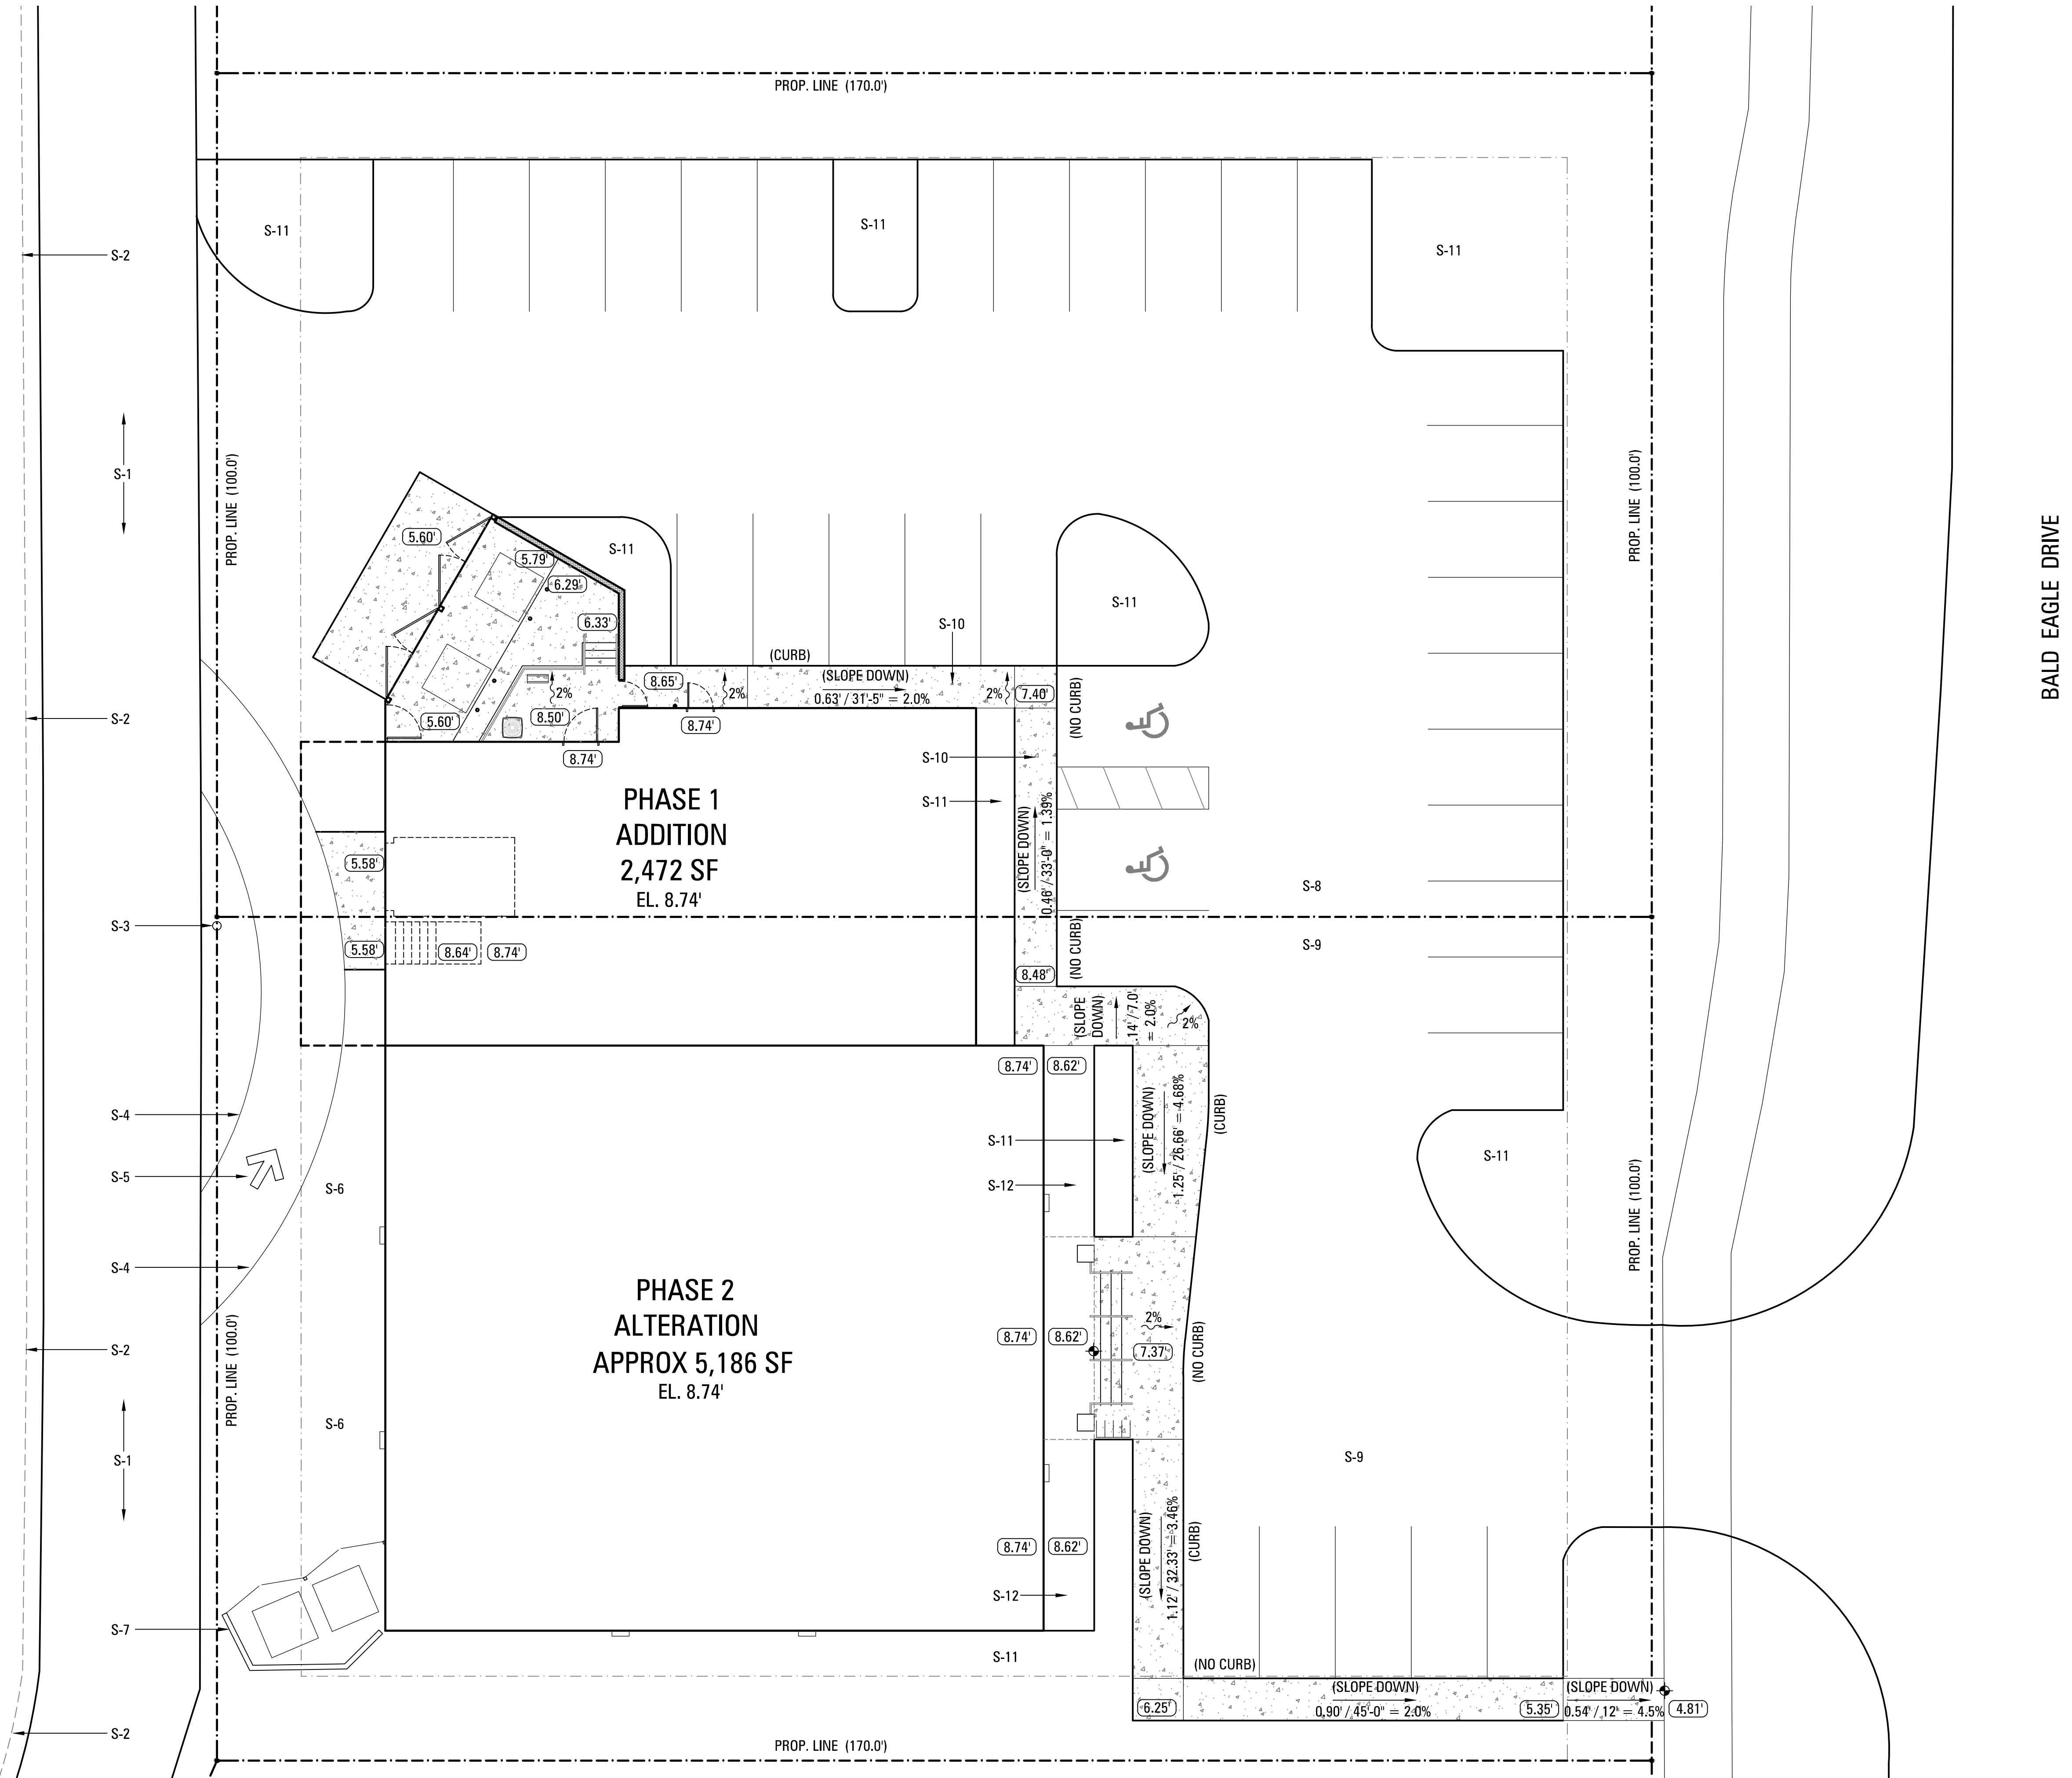 PROP. LINE (170.0')
S-11
S-11
S-11
S-2
S-1
PROP. LINE (100.0')
PROP. LINE (100.0')
BALD EAGLE DRIVE
5.60'
5.79'
S-11
6.29'
6.33'
S-11
S-10
(CURB)
(SLOPE DOWN)
0.63' / 31'-5" = 2.0%
8.65'
2%
2%
2%
7.40'
(NO CURB)
S-2
5.60'
8.50'
8.74'
8.74'
S-10
S-11
PHASE 1
ADDITION
2,472 SF
EL. 8.74'
(SLOPE DOWN)
0.46' / 33'-0" = 1.39%
5.58'
S-8
S-3
5.58'
8.64'
8.74'
(NO CURB)
S-9
8.48'
(SLOPE
DOWN)
.14' / 7.0'
= 2.0%
2%
8.74'
8.62'
S-4
S-11
(SLOPE DOWN)
1.25' / 26.66' = 4.68%
(CURB)
S-5
S-6
S-12
S-11
PROP. LINE (100.0')
S-4
PHASE 2
ALTERATION
APPROX 5,186 SF
EL. 8.74'
2%
8.74'
8.62'
7.37'
(NO CURB)
S-2
PROP. LINE (100.0')
S-6
S-1
S-9
8.74'
8.62'
(SLOPE DOWN)
1.12' / 32.33' = 3.46%
(CURB)
S-12
S-7
S-11
(NO CURB)
6.25'
(SLOPE DOWN)
0.90' / 45'-0" = 2.0%
5.35'
(SLOPE DOWN)
0.54' / 12" = 4.5%
4.81'
S-2
PROP. LINE (170.0')